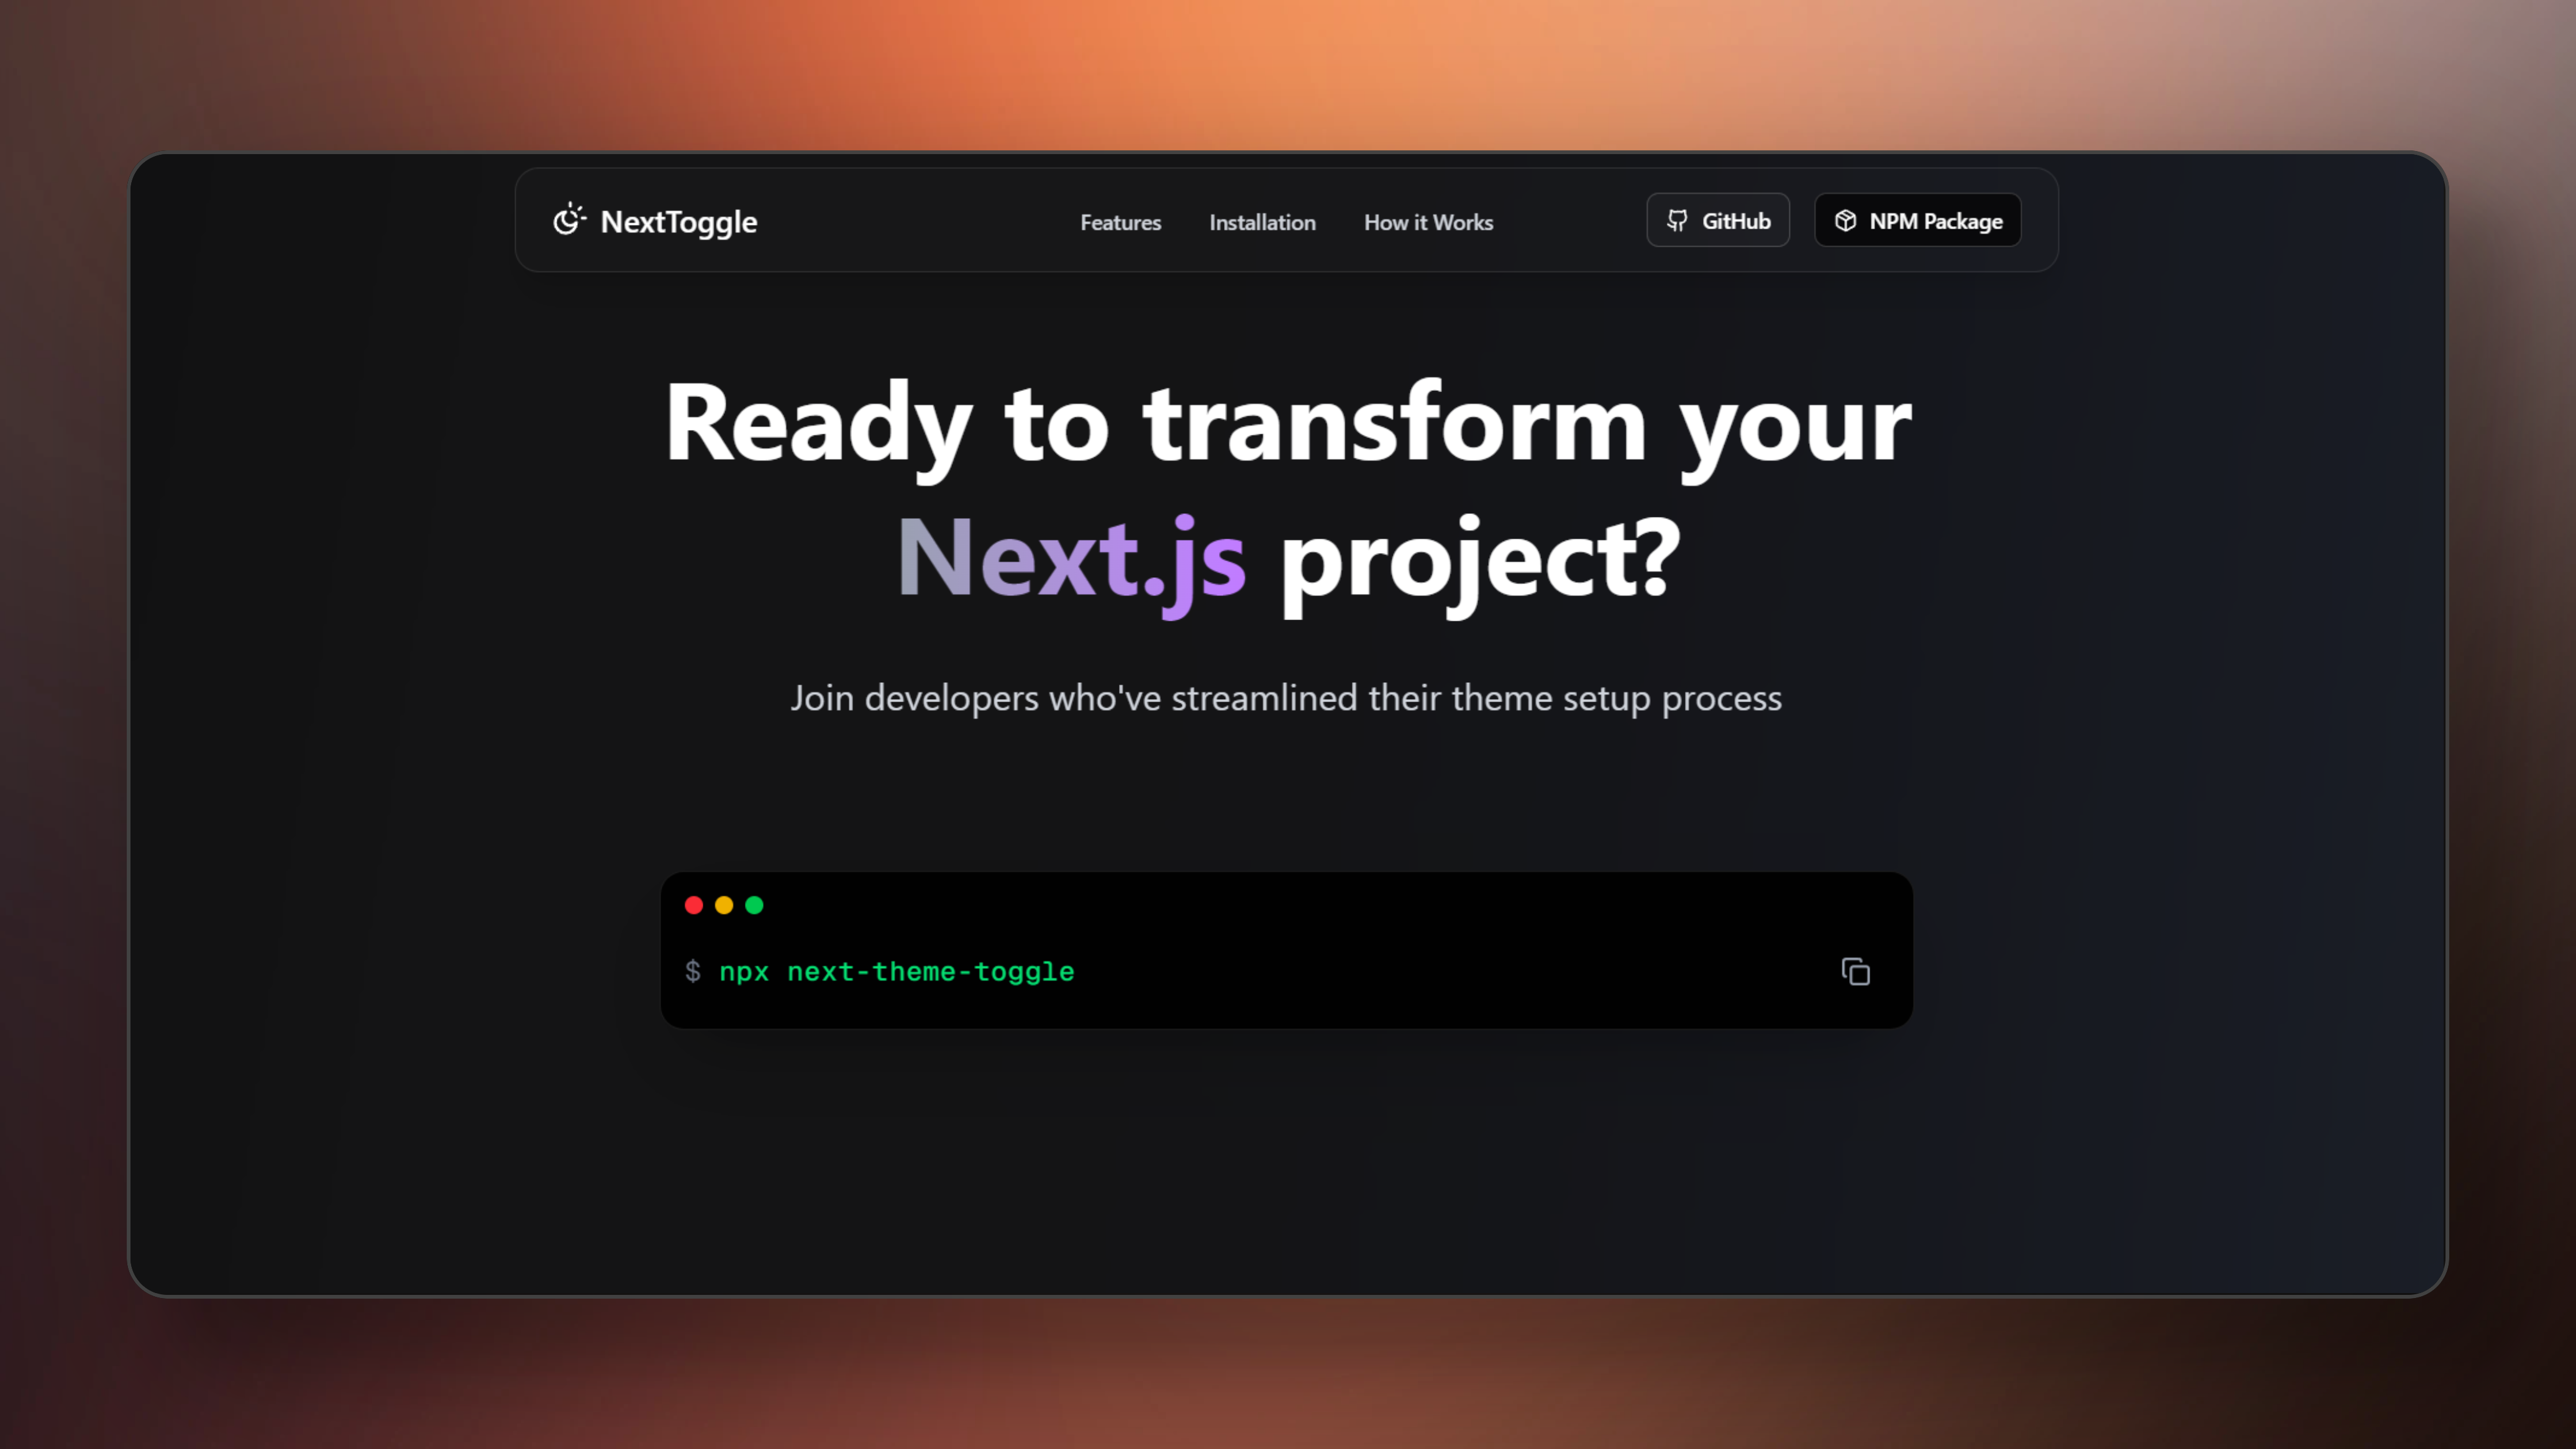 NextToggle
Features
Installation
How it Works
GitHub
NPM Package
Ready to transform your
Next.js project?
Join developers who've streamlined their theme setup process
$ npx next-theme-toggle